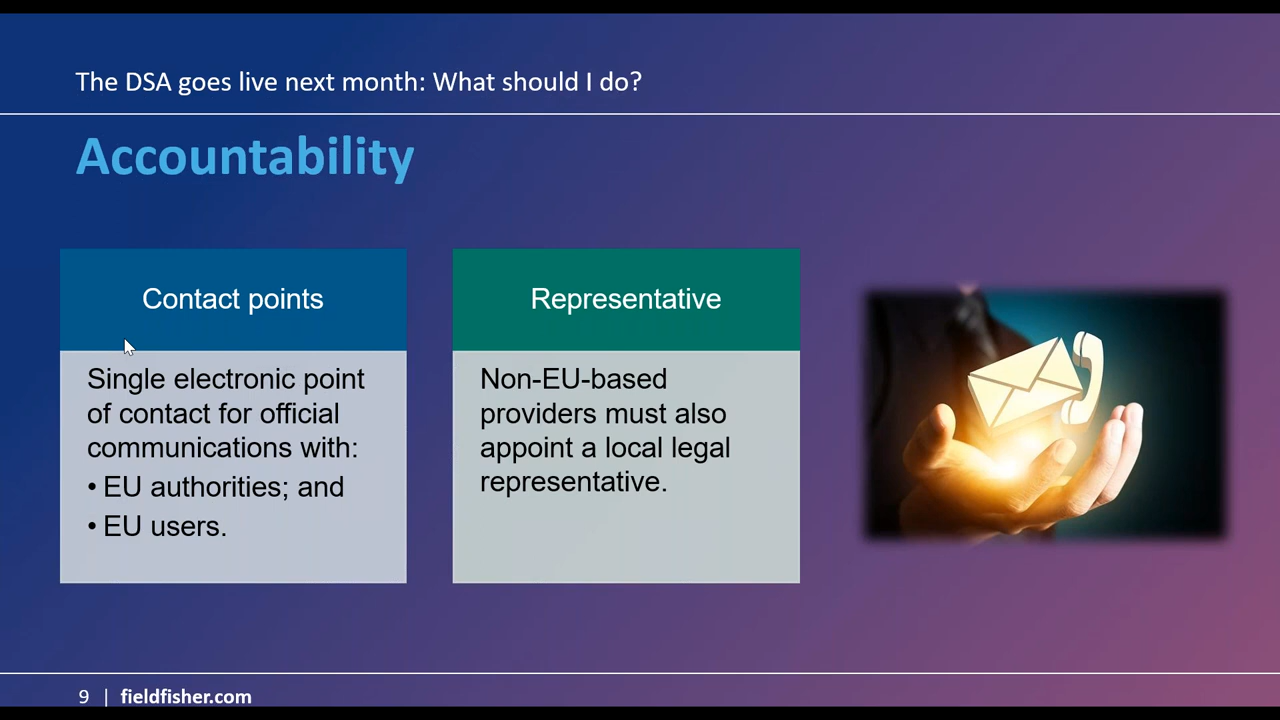 The DSA goes live next month: What should I do?
Accountability
Contact points
Single electronic point
of contact for official
communications with:
• EU authorities; and
• EU users.
Representative
Non-EU-based
providers must also
appoint a local legal
representative.
9 | fieldfisher.com